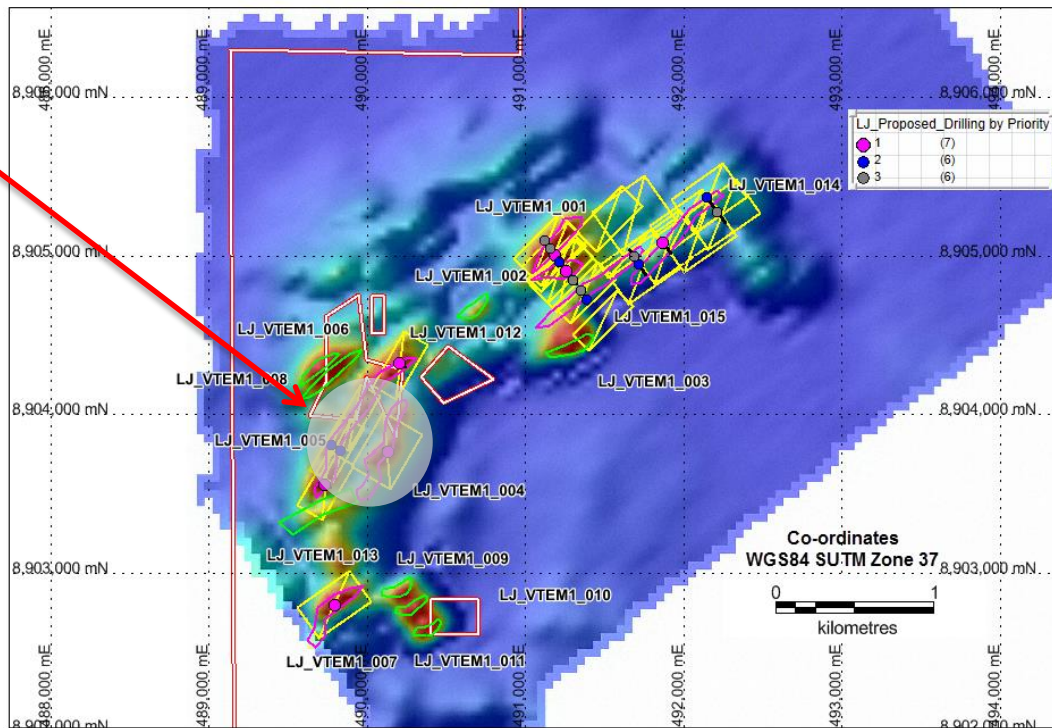 488,000 mE
489,000 mE
490,000 mE
491,000 mE
492,000 mE
493,000 mE
494,000 mE
8,906,000 mN
8,906,000 mN
LJ_Proposed_Drilling by Priority
1 (7)
2 (6)
3 (6)
LJ_VTEM1_014
LJ_VTEM1_001
8,905,000 mN
8,905,000 mN
LJ_VTEM1_002
LJ_VTEM1_015
LJ_VTEM1_006
LJ_VTEM1_012
LJ_VTEM1_008
LJ_VTEM1_003
8,904,000 mN
8,904,000 mN
LJ_VTEM1_005
LJ_VTEM1_004
LJ_VTEM1_013
LJ_VTEM1_009
Co-ordinates
WGS84 SUTM Zone 37
8,903,000 mN
8,903,000 mN
0 1
kilometres
LJ_VTEM1_010
LJ_VTEM1_007
LJ_VTEM1_011
488,000 mE
489,000 mE
490,000 mE
491,000 mE
492,000 mE
493,000 mE